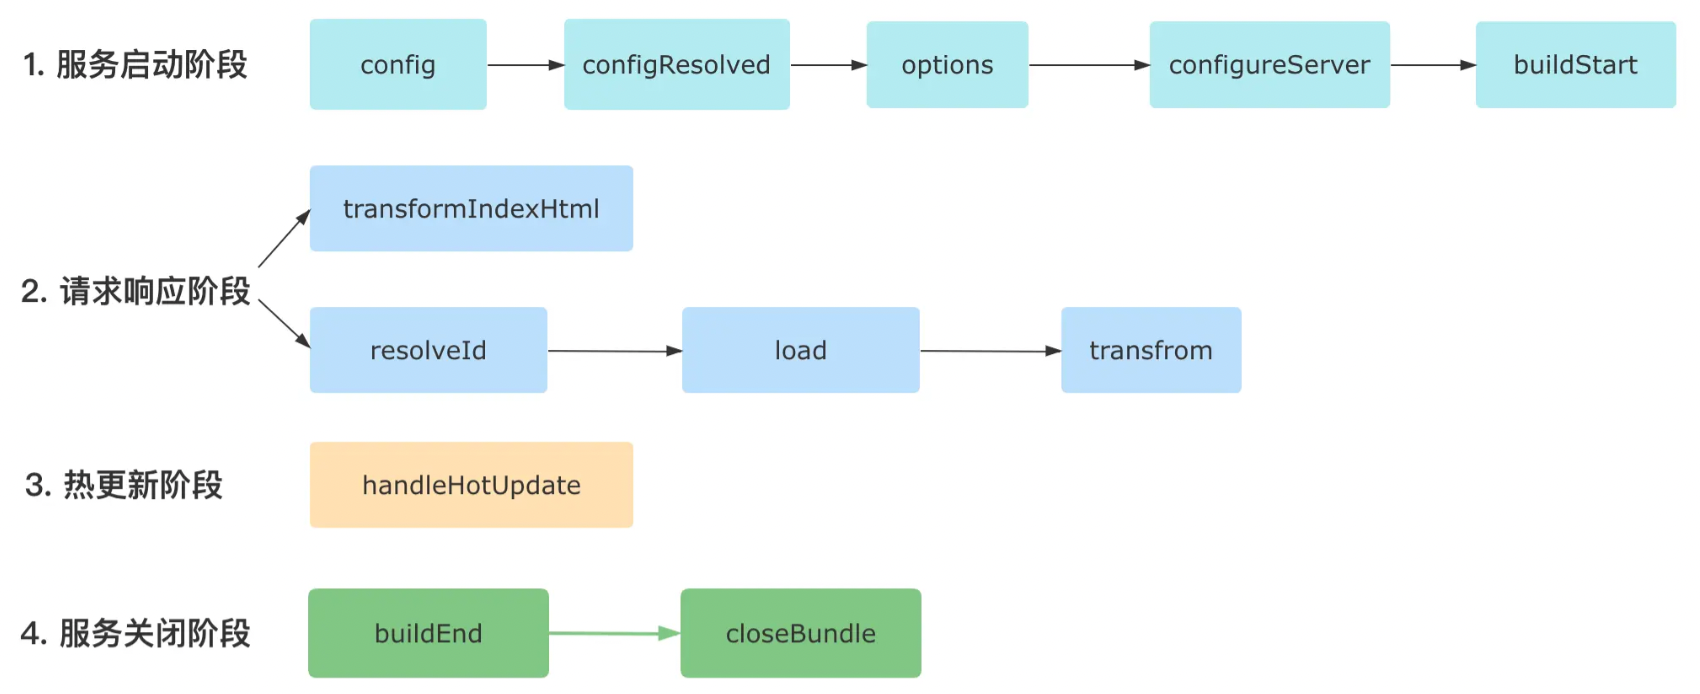 1. 服务启动阶段 config configResolved options configureServer buildStart
transformIndexHtml
2. 请求响应阶段
resolveId load transfrom
3. 热更新阶段 handleHotUpdate
4. 服务关闭阶段 buildEnd closeBundle